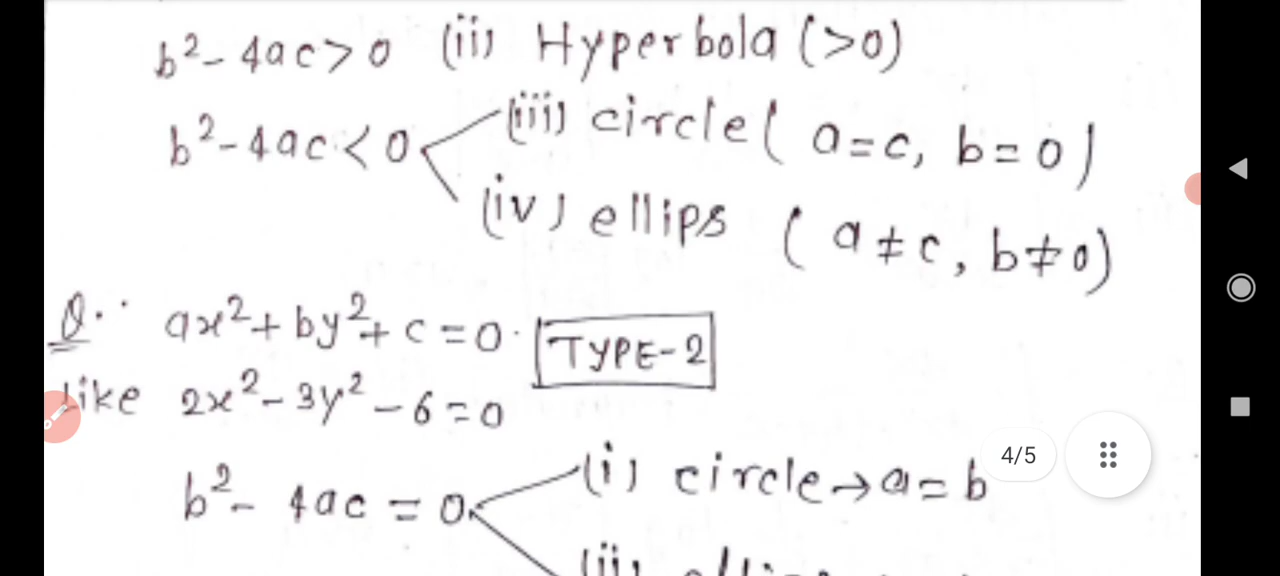 b²- 4ac > 0 (ii) Hyperbola (>0)
b²- 4ac < 0 (iii) circle ( a=c, b=0)
(iv) ellips ( a≠c, b≠0)
Q. ax²+ by²+ c = 0. TYPE-2
Like 2x²- 3y² - 6 = 0
4/5
b²- 4ac = 0 (i) circle → a=b
(ii)